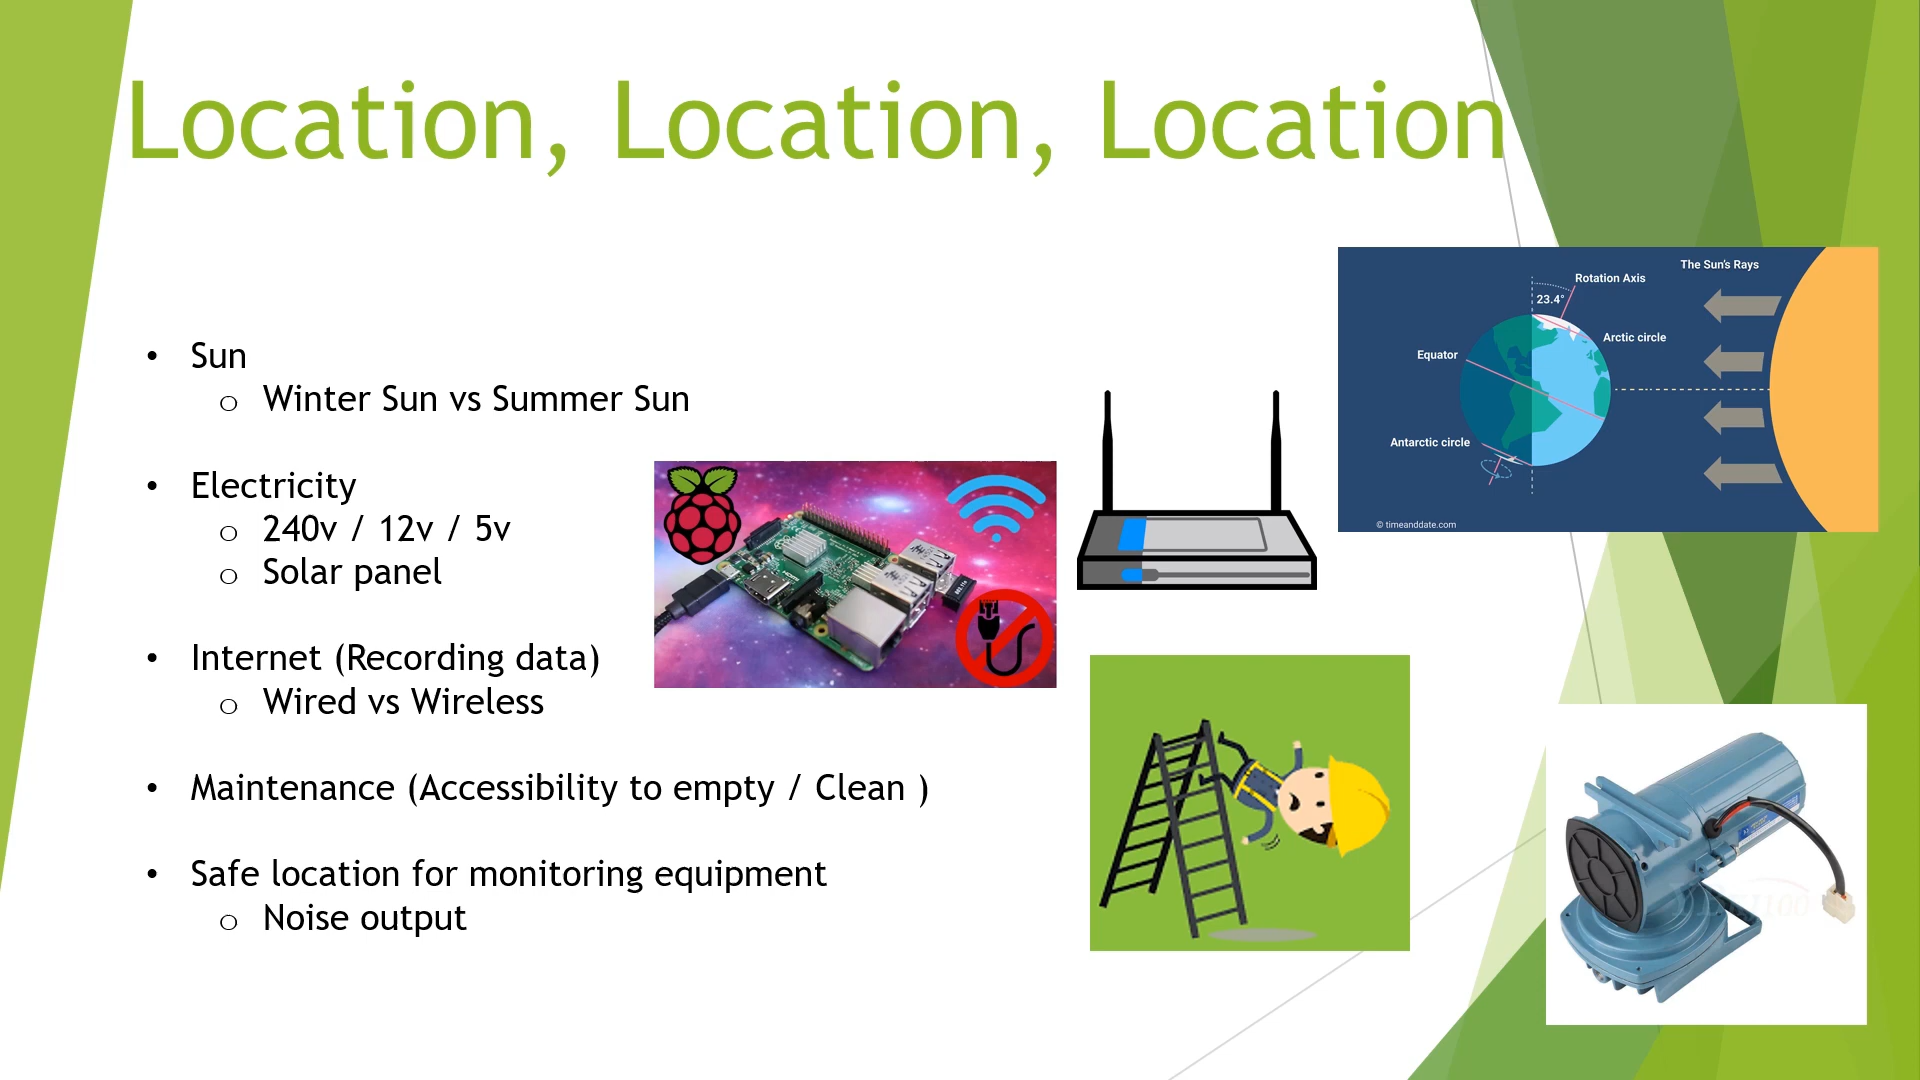 Location, Location, Location
• Sun
o Winter Sun vs Summer Sun
• Electricity
o 240v / 12v / 5v
o Solar panel
• Internet (Recording data)
o Wired vs Wireless
• Maintenance (Accessibility to empty / Clean )
• Safe location for monitoring equipment
o Noise output
The Sun's Rays
Rotation Axis
23.4°
Arctic circle
Equator
Antarctic circle
© timeanddate.com
HDMI